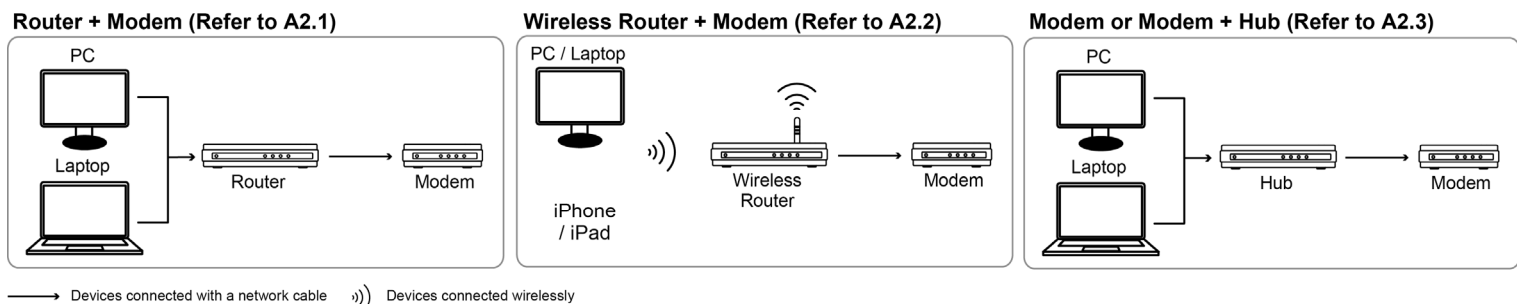 Router + Modem (Refer to A2.1)
PC
Laptop
Router
Modem
Wireless Router + Modem (Refer to A2.2)
PC / Laptop
iPhone
/ iPad
Wireless
Router
Modem
Modem or Modem + Hub (Refer to A2.3)
PC
Laptop
Hub
Modem
Devices connected with a network cable
Devices connected wirelessly